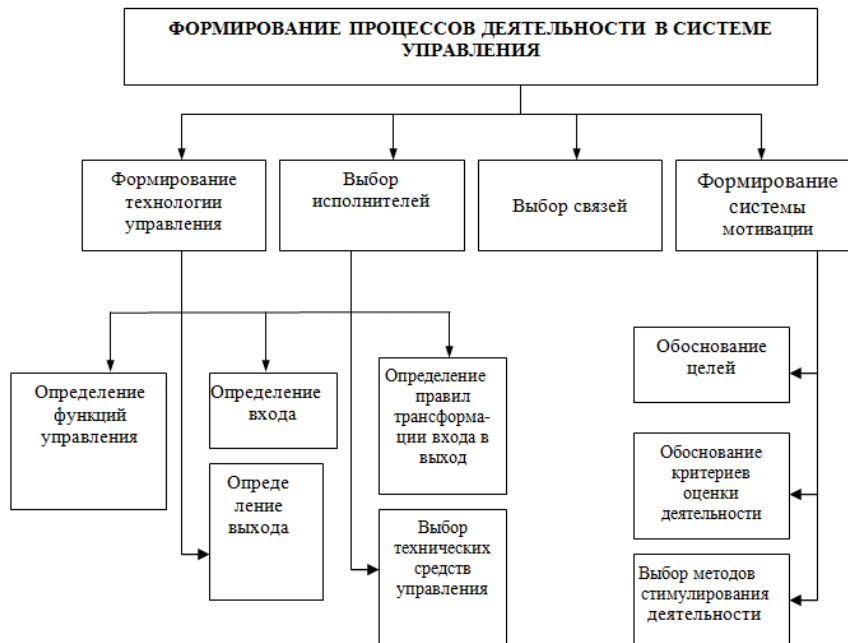 ФОРМИРОВАНИЕ ПРОЦЕССОВ ДЕЯТЕЛЬНОСТИ В СИСТЕМЕ
УПРАВЛЕНИЯ
Формирование
технологии
управления
Выбор
исполнителей
Выбор связей
Формирование
системы
мотивации
Определение
функций
управления
Определение
входа
Определение
правил
трансформа-
ции входа в
выход
Обоснование
целей
Опреде
ление
выхода
Выбор
технических
средств
управления
Обоснование
критериев
оценки
деятельности
Выбор методов
стимулирования
деятельности